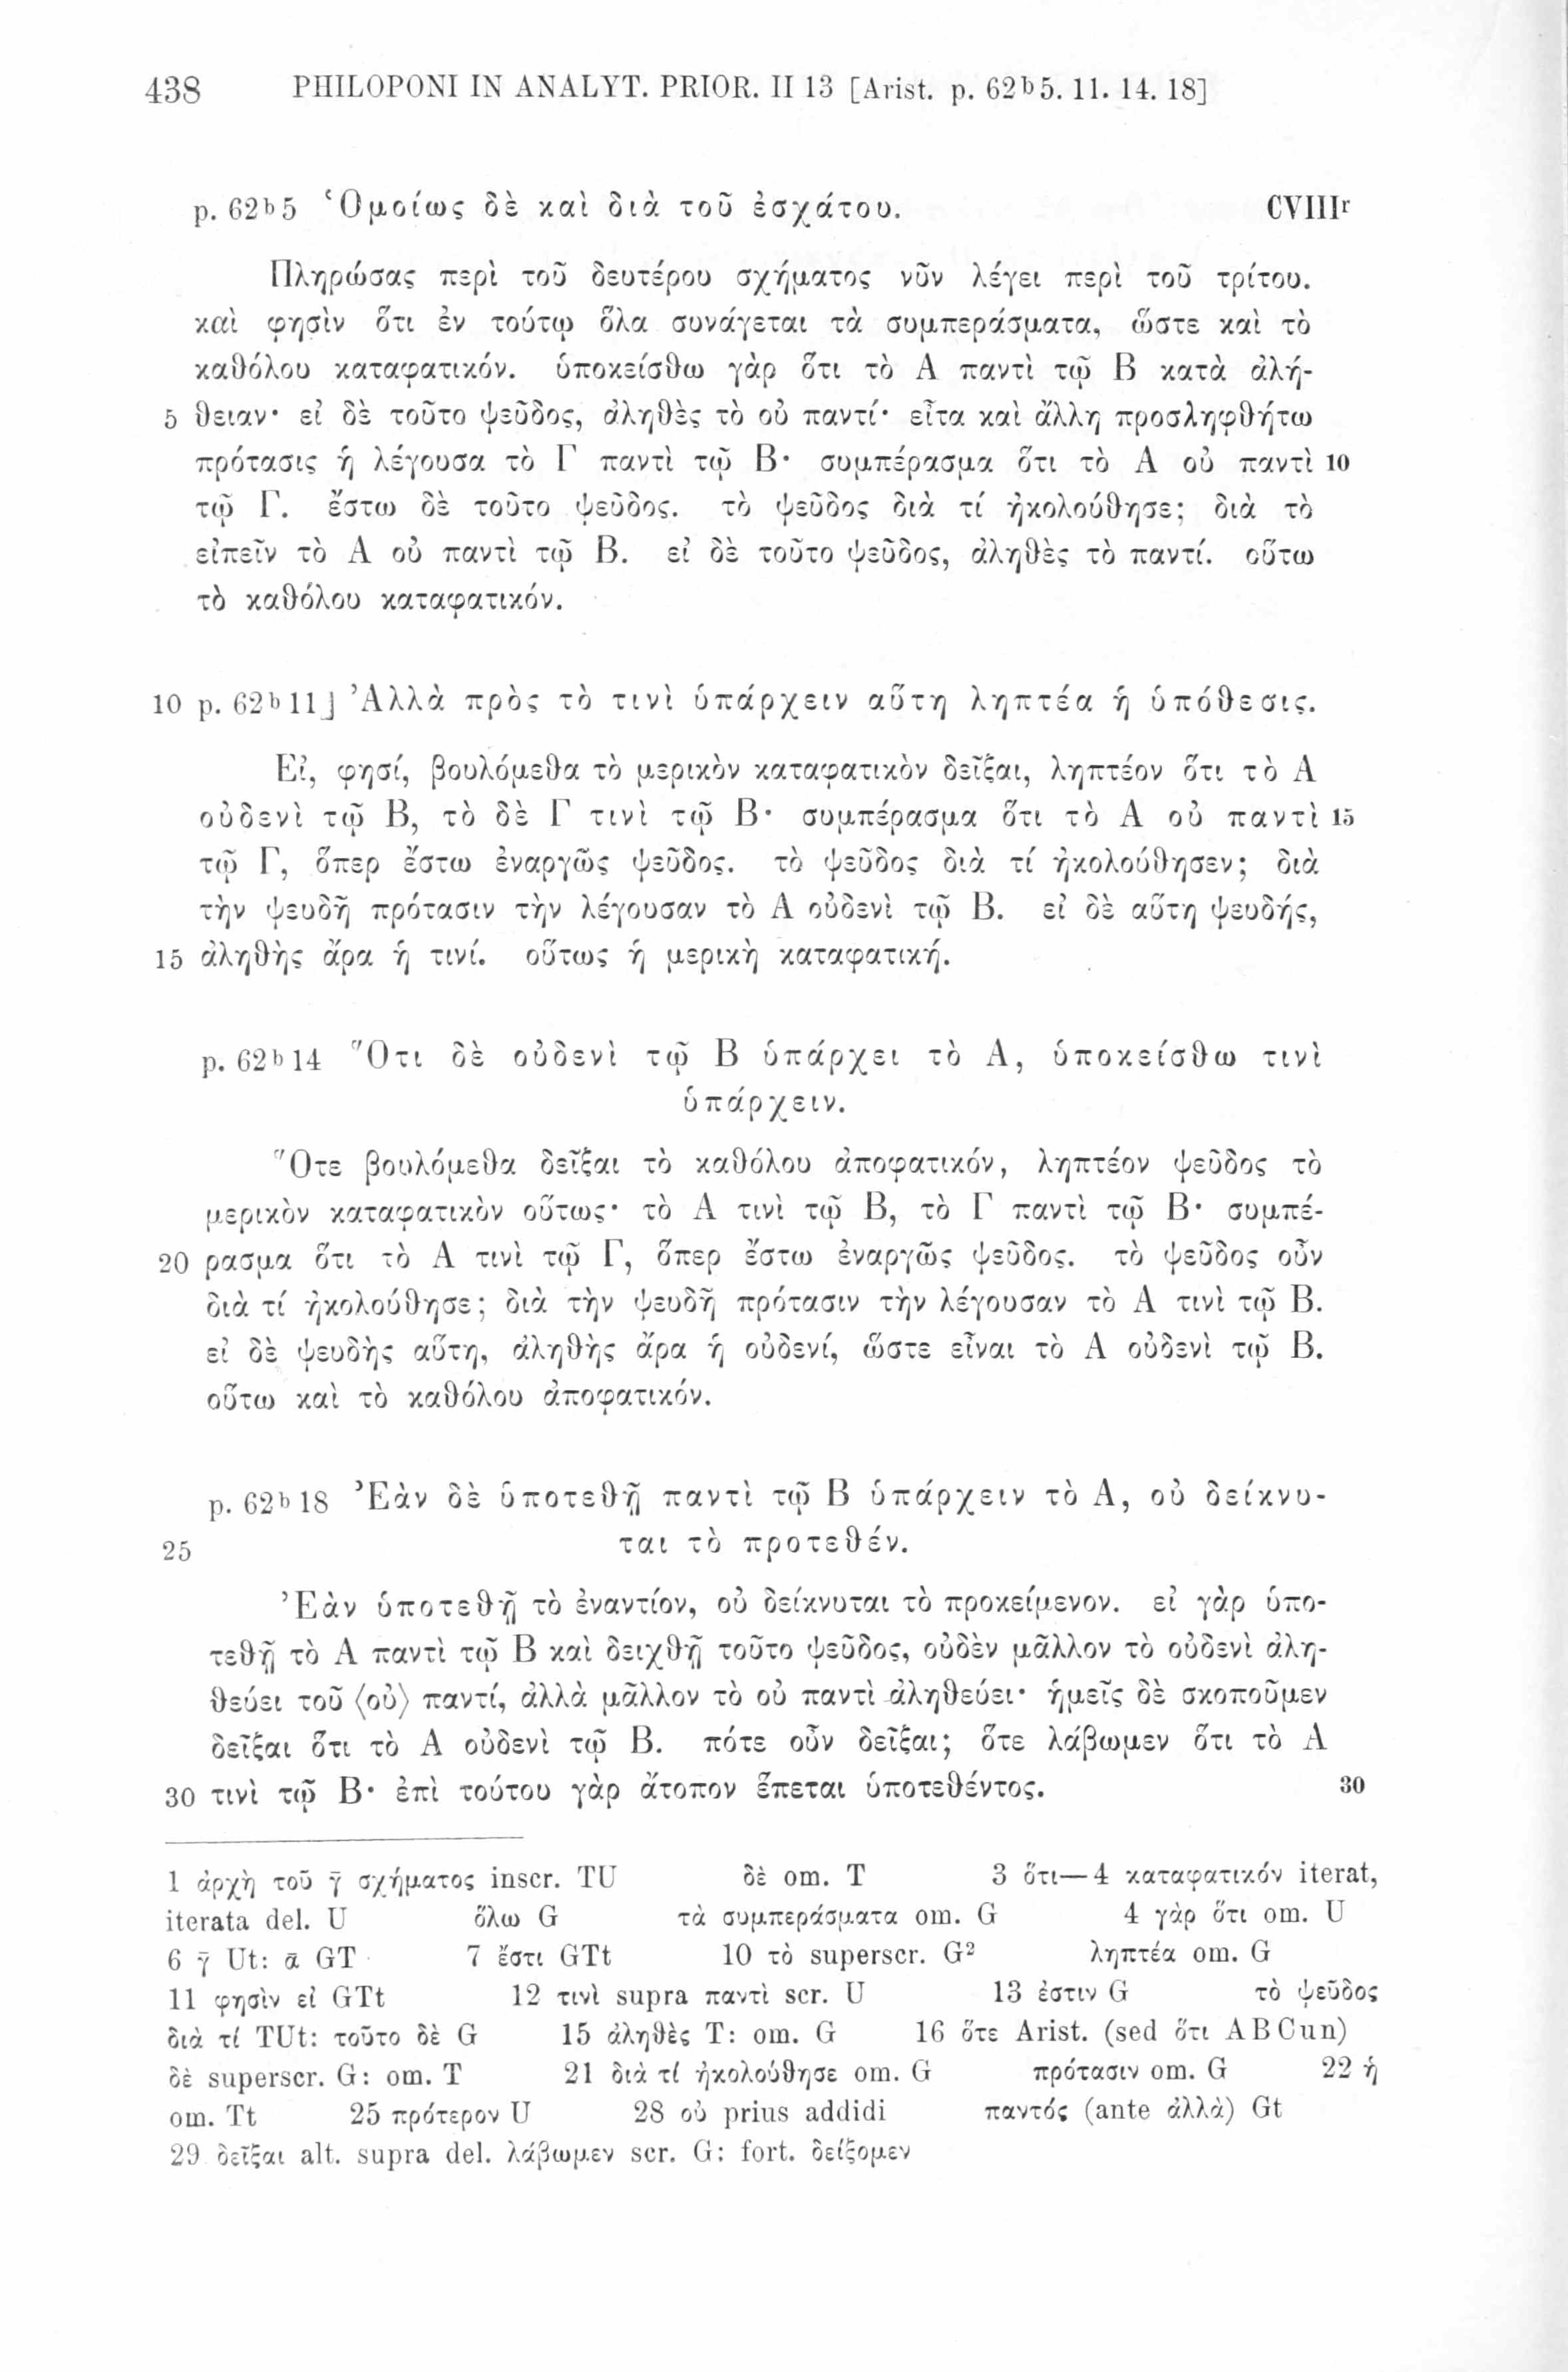 438 PHILOPONI IN ANALYT. PRIOR. II 13 [Arist. p. 62b5. 11. 14. 18]
p. 62b5 Ὁμοίως δὲ καὶ διὰ τοῦ ἐσχάτου. CVIIIr
Πληρώσας περὶ τοῦ δευτέρου σχήματος νῦν λέγει περὶ τοῦ τρίτου.
καὶ φησὶν ὅτι ἐν τούτῳ ὅλα συνάγεται τὰ συμπεράσματα, ὥστε καὶ τὸ
καθόλου καταφατικόν. ὑποκείσθω γὰρ ὅτι τὸ Α παντὶ τῷ Β κατὰ ἀλή-
5 θειαν· εἰ δὲ τοῦτο ψεῦδος, ἀληθὲς τὸ οὐ παντί· εἶτα καὶ ἄλλη προσληφθήτω
πρότασις ἡ λέγουσα τὸ Γ παντὶ τῷ Β· συμπέρασμα ὅτι τὸ Α οὐ παντὶ 10
τῷ Γ. ἔστω δὲ τοῦτο ψεῦδος. τὸ ψεῦδος διὰ τί ἠκολούθησε; διὰ τὸ
εἰπεῖν τὸ Α οὐ παντὶ τῷ Β. εἰ δὲ τοῦτο ψεῦδος, ἀληθὲς τὸ παντί. οὕτω
τὸ καθόλου καταφατικόν.
10 p. 62b11] Ἀλλὰ πρὸς τὸ τινὶ ὑπάρχειν αὕτη ληπτέα ἡ ὑπόθεσις.
Εἰ, φησί, βουλόμεθα τὸ μερικὸν καταφατικὸν δεῖξαι, ληπτέον ὅτι τὸ Α
οὐδενὶ τῷ Β, τὸ δὲ Γ τινὶ τῷ Β· συμπέρασμα ὅτι τὸ Α οὐ παντὶ 15
τῷ Γ, ὅπερ ἔστω ἐναργῶς ψεῦδος. τὸ ψεῦδος διὰ τί ἠκολούθησεν; διὰ
τὴν ψευδῆ πρότασιν τὴν λέγουσαν τὸ Α οὐδενὶ τῷ Β. εἰ δὲ αὕτη ψευδής,
15 ἀληθὴς ἄρα ἡ τινί. οὕτως ἡ μερικὴ καταφατική.
p. 62b14 Ὅτι δὲ οὐδενὶ τῷ Β ὑπάρχει τὸ Α, ὑποκείσθω τινὶ
ὑπάρχειν.
Ὅτε βουλόμεθα δεῖξαι τὸ καθόλου ἀποφατικόν, ληπτέον ψεῦδος τὸ
μερικὸν καταφατικὸν οὕτως· τὸ Α τινὶ τῷ Β, τὸ Γ παντὶ τῷ Β· συμπέ-
20 ρασμα ὅτι τὸ Α τινὶ τῷ Γ, ὅπερ ἔστω ἐναργῶς ψεῦδος. τὸ ψεῦδος οὖν
διὰ τί ἠκολούθησε; διὰ τὴν ψευδῆ πρότασιν τὴν λέγουσαν τὸ Α τινὶ τῷ Β.
εἰ δὲ ψευδὴς αὕτη, ἀληθὴς ἄρα ἡ οὐδενί, ὥστε εἶναι τὸ Α οὐδενὶ τῷ Β.
οὕτω καὶ τὸ καθόλου ἀποφατικόν.
p. 62b18 Ἐὰν δὲ ὑποτεθῇ παντὶ τῷ Β ὑπάρχειν τὸ Α, οὐ δείκνυ-
25 ται τὸ προτεθέν.
Ἐὰν ὑποτεθῇ τὸ ἐναντίον, οὐ δείκνυται τὸ προκείμενον. εἰ γὰρ ὑπο-
τεθῇ τὸ Α παντὶ τῷ Β καὶ δειχθῇ τοῦτο ψεῦδος, οὐδὲν μᾶλλον τὸ οὐδενὶ ἀλη-
θεύει τοῦ ⟨οὐ⟩ παντί, ἀλλὰ μᾶλλον τὸ οὐ παντὶ ἀληθεύει· ἡμεῖς δὲ σκοποῦμεν
δεῖξαι ὅτι τὸ Α οὐδενὶ τῷ Β. πότε οὖν δεῖξαι; ὅτε λάβωμεν ὅτι τὸ Α
30 τινὶ τῷ Β· ἐπὶ τούτου γὰρ ἄτοπον ἕπεται ὑποτεθέντος. 30
1 ἀρχὴ τοῦ γ̄ σχήματος inscr. TU δὲ om. T 3 ὅτι—4 καταφατικόν iterat,
iterata del. U ὅλω G τὰ συμπεράσματα om. G 4 γὰρ ὅτι om. U
6 γ̄ Ut: ᾱ GT 7 ἔστι GTt 10 τὸ superscr. G² ληπτέα om. G
11 φησὶν εἰ GTt 12 τινὶ supra παντὶ scr. U 13 ἐστιν G τὸ ψεῦδος
διὰ τί TUt: τοῦτο δὲ G 15 ἀληθὲς T: om. G 16 ὅτε Arist. (sed ὅτι ABCun)
δὲ superscr. G: om. T 21 διὰ τί ἠκολούθησε om. G πρότασιν om. G 22 ἡ
om. Tt 25 πρότερον U 28 οὐ prius addidi παντός (ante ἀλλὰ) Gt
29 δεῖξαι alt. supra del. λάβωμεν scr. G: fort. δείξομεν